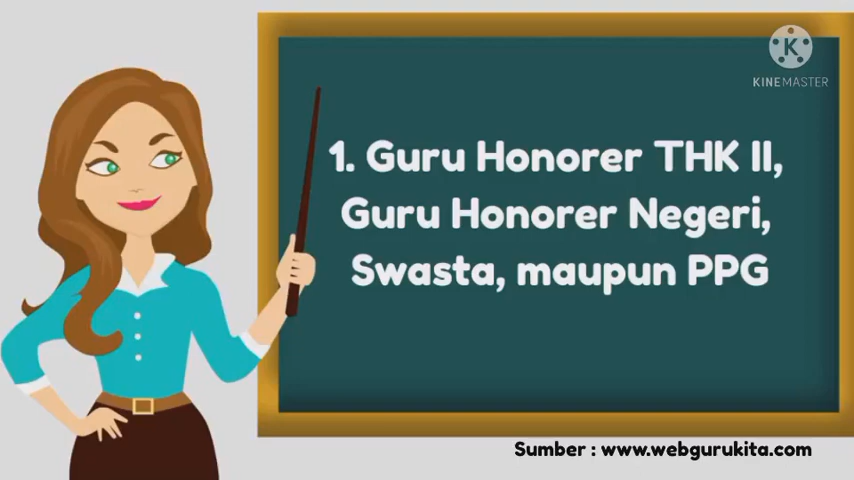 KINEMASTER
1. Guru Honorer THK II,
Guru Honorer Negeri,
Swasta, maupun PPG
Sumber : www.webgurukita.com